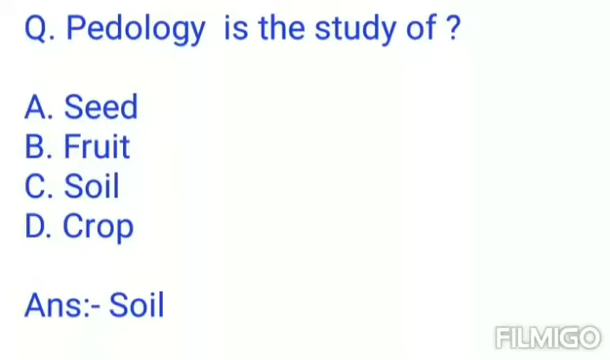 Q. Pedology is the study of ?
A. Seed
B. Fruit
C. Soil
D. Crop
Ans:- Soil
FILMIGO